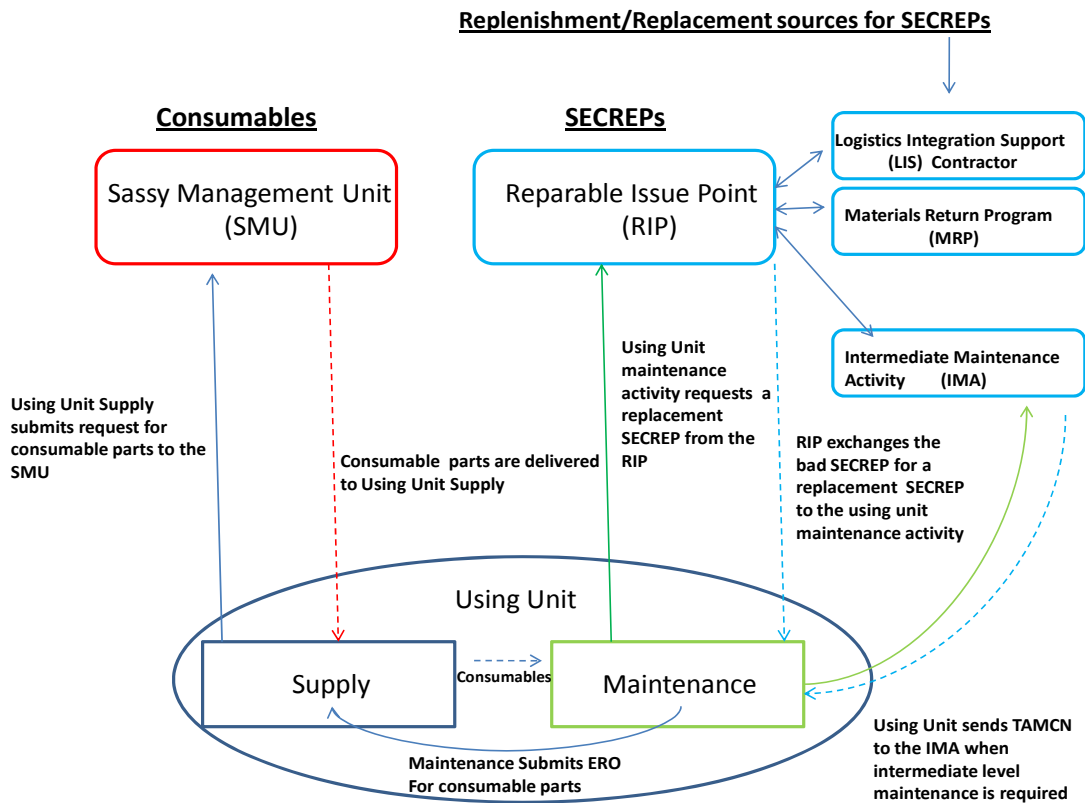 Replenishment/Replacement sources for SECREPs
Consumables
SECREPs
Sassy Management Unit
(SMU)
Reparable Issue Point
(RIP)
Logistics Integration Support
(LIS) Contractor
Materials Return Program
(MRP)
Intermediate Maintenance
Activity (IMA)
Using Unit Supply
submits request for
consumable parts to the
SMU
Consumable parts are delivered
to Using Unit Supply
Using Unit
maintenance
activity requests a
replacement
SECREP from the
RIP
RIP exchanges the
bad SECREP for a
replacement SECREP
to the using unit
maintenance activity
Using Unit
Supply
Consumables
Maintenance
Maintenance Submits ERO
For consumable parts
Using Unit sends TAMCN
to the IMA when
intermediate level
maintenance is required